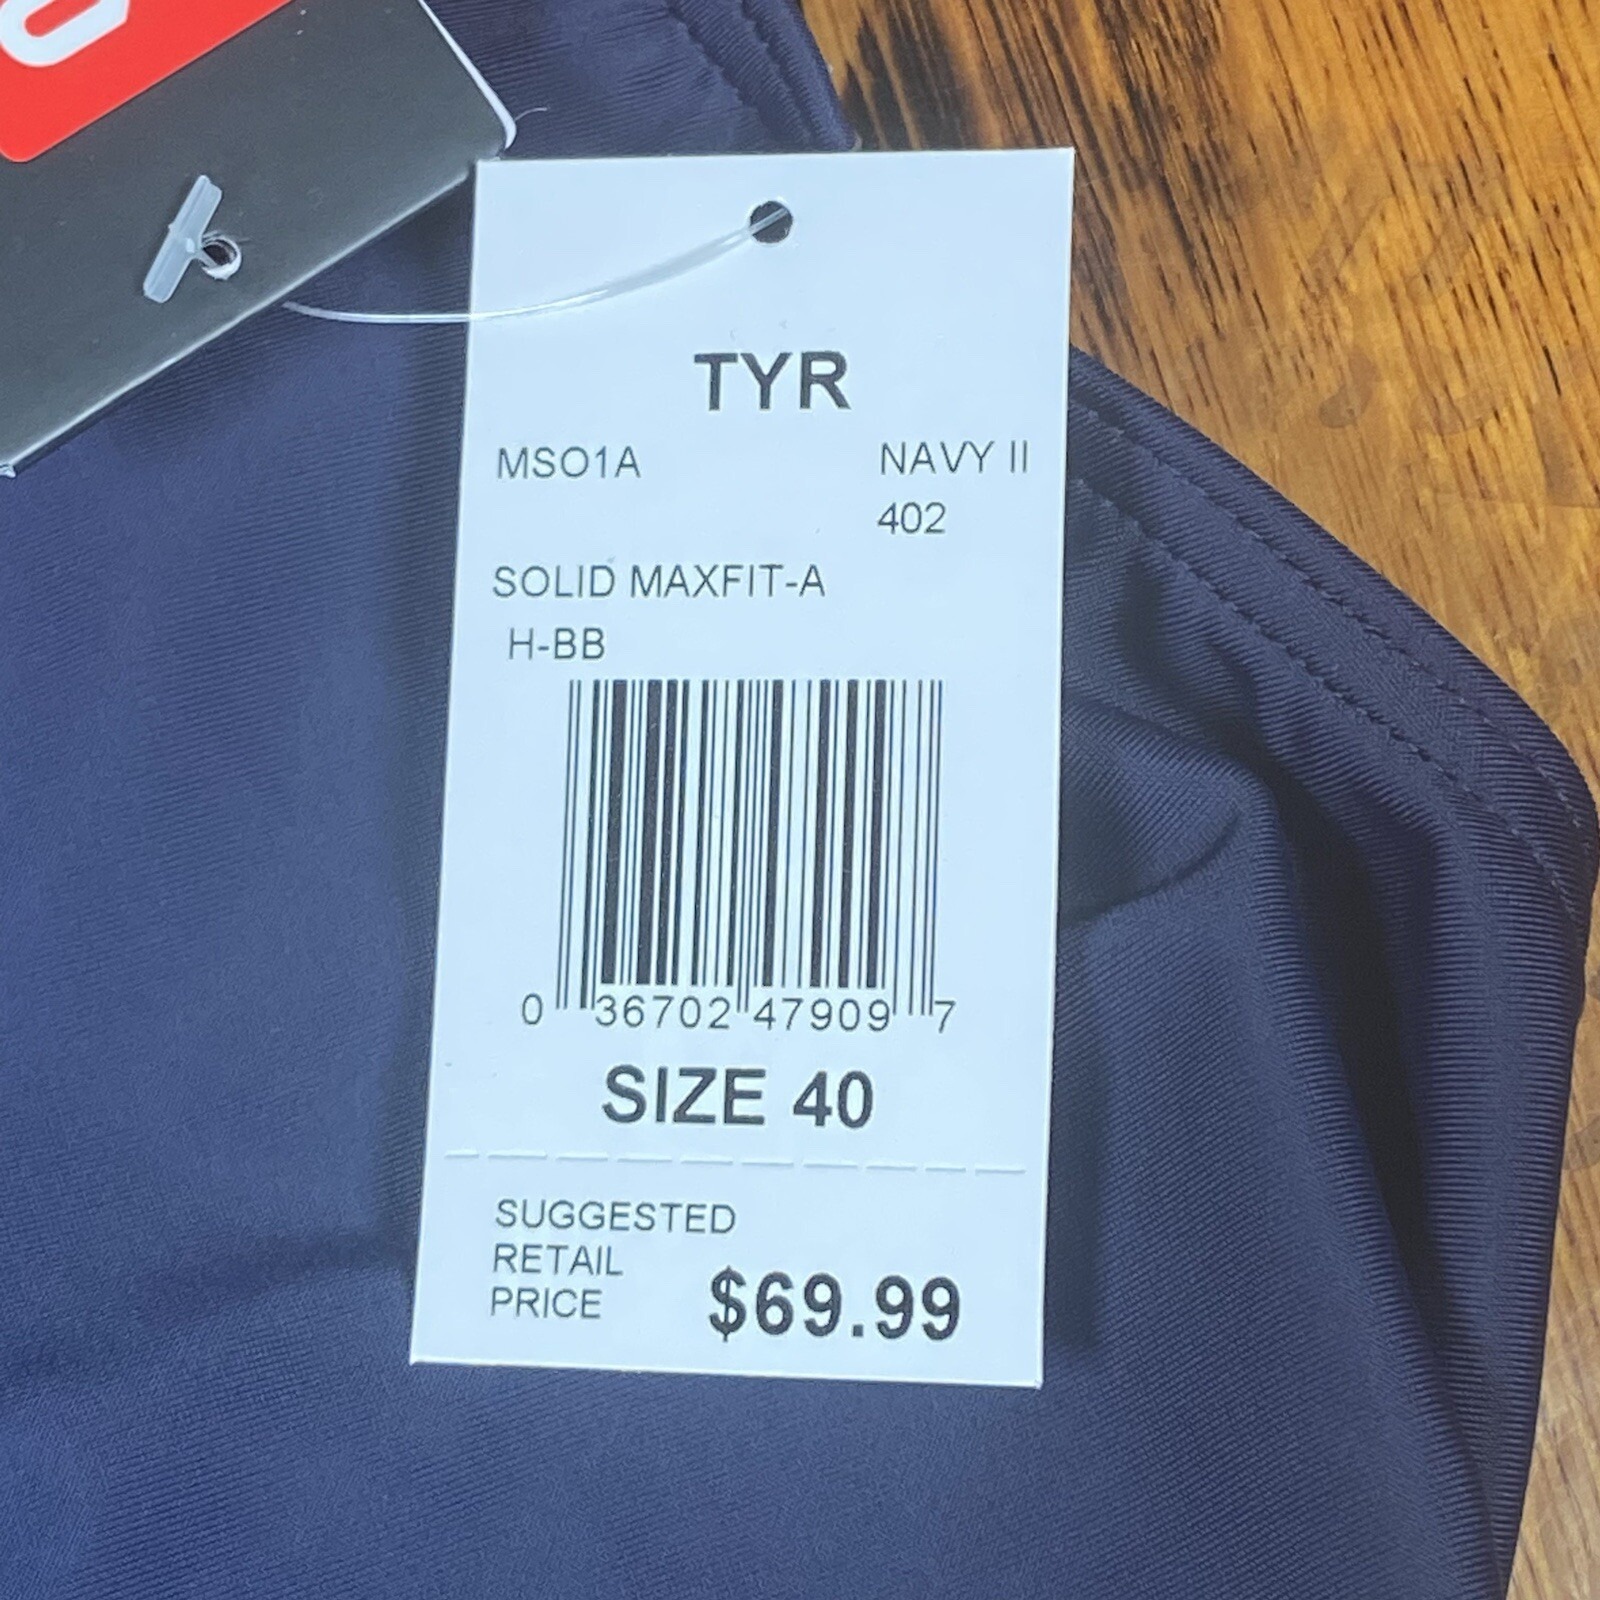 TYR
MSO1A NAVY II
402
SOLID MAXFIT-A
H-BB
0 36702 47909 7
SIZE 40
SUGGESTED
RETAIL
PRICE $69.99